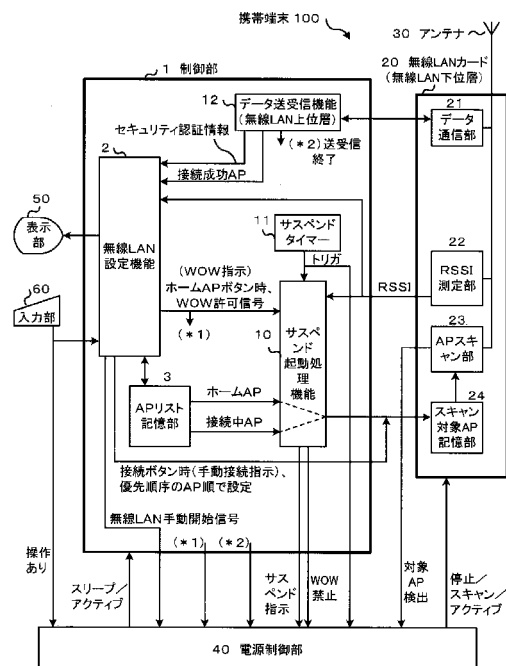 携帯端末 100
30 アンテナ
20 無線LANカード
(無線LAN下位層)
1 制御部
12
データ送受信機能
(無線LAN上位層)
21
データ
通信部
セキュリティ認証情報
(*2)送受信
終了
2
接続成功AP
50
表示
部
11
サスペンド
タイマー
トリガ
無線LAN
設定機能
22
RSSI
測定部
RSSI
(WOW指示)
ホームAPボタン時、
WOW許可信号
60
入力部
(*1)
10
サスペ
ンド
起動処
理
機能
23
APスキ
ャン部
3
APリスト
記憶部
ホームAP
接続中AP
24
スキャン
対象AP
記憶部
接続ボタン時(手動接続指示)、
優先順序のAP順で設定
無線LAN手動開始信号
(*1)
(*2)
操作
あり
スリープ/
アクティブ
サス
ペンド
指示
WOW
禁止
対象
AP
検出
停止/
スキャン/
アクティブ
40 電源制御部